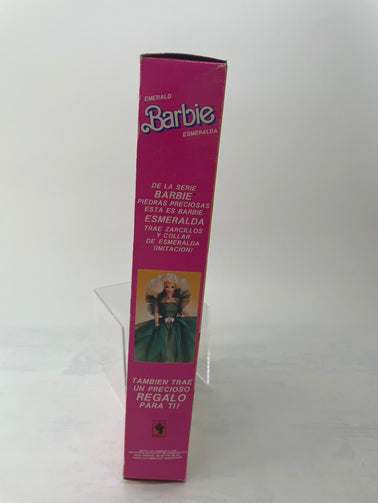 EMERALD
Barbie
ESMERALDA
DE LA SERIE
BARBIE
PIEDRAS PRECIOSAS
ESTA ES BARBIE
ESMERALDA
TRAE ZARCILLOS
Y COLLAR
DE ESMERALDA
(IMITACION)
TAMBIEN TRAE
UN PRECIOSO
REGALO
PARA TI!